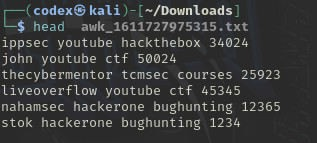 ┌──(codex㉿kali)-[~/Downloads]
└─$ head  awk_1611727975315.txt
ippsec youtube hackthebox 34024
john youtube ctf 50024
thecybermentor tcmsec courses 25923
liveoverflow youtube ctf 45345
nahamsec hackerone bughunting 12365
stok hackerone bughunting 1234